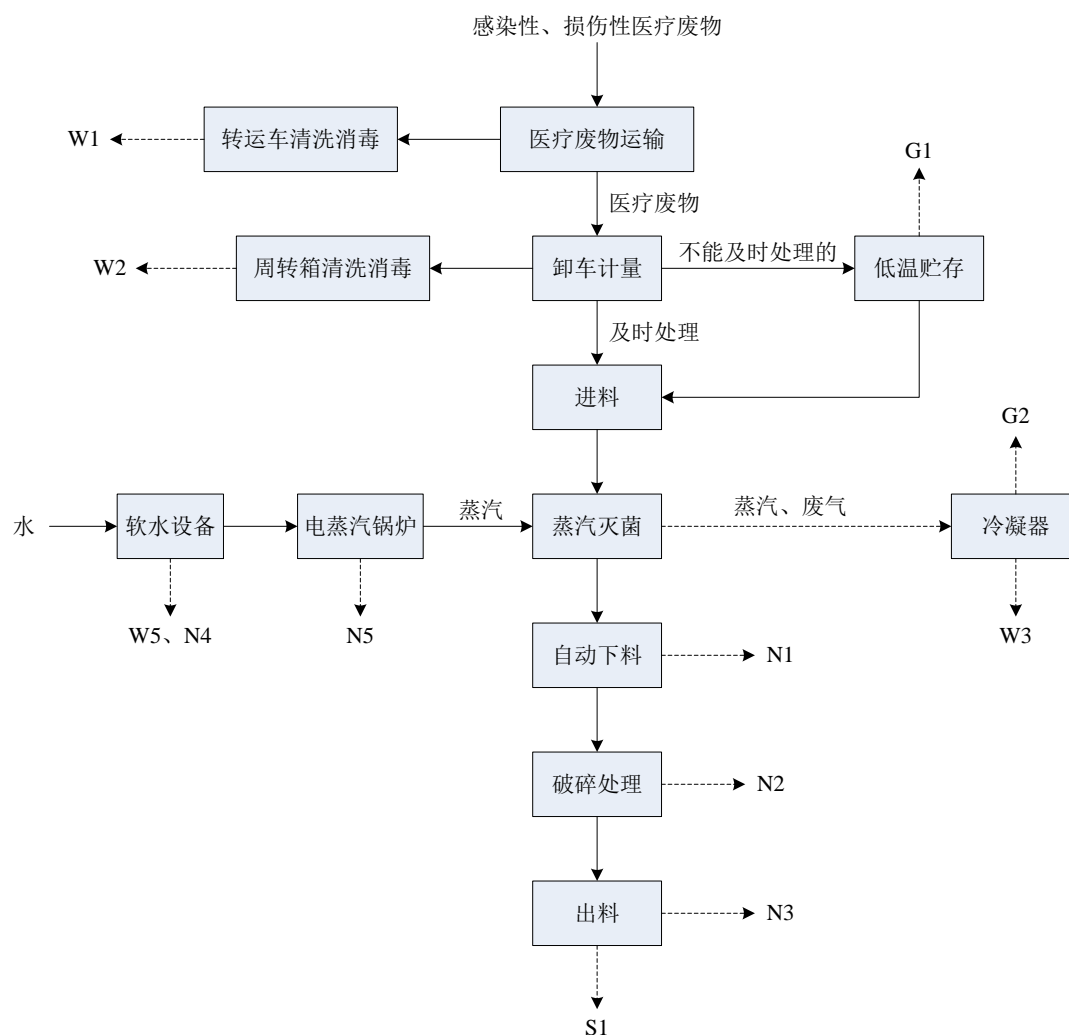 感染性、损伤性医疗废物
W1
转运车清洗消毒
医疗废物运输
G1
医疗废物
W2
周转箱清洗消毒
卸车计量
不能及时处理的
低温贮存
及时处理
进料
G2
水
软水设备
电蒸汽锅炉
蒸汽
蒸汽灭菌
蒸汽、废气
冷凝器
W5、N4
N5
W3
自动下料
N1
破碎处理
N2
出料
N3
S1